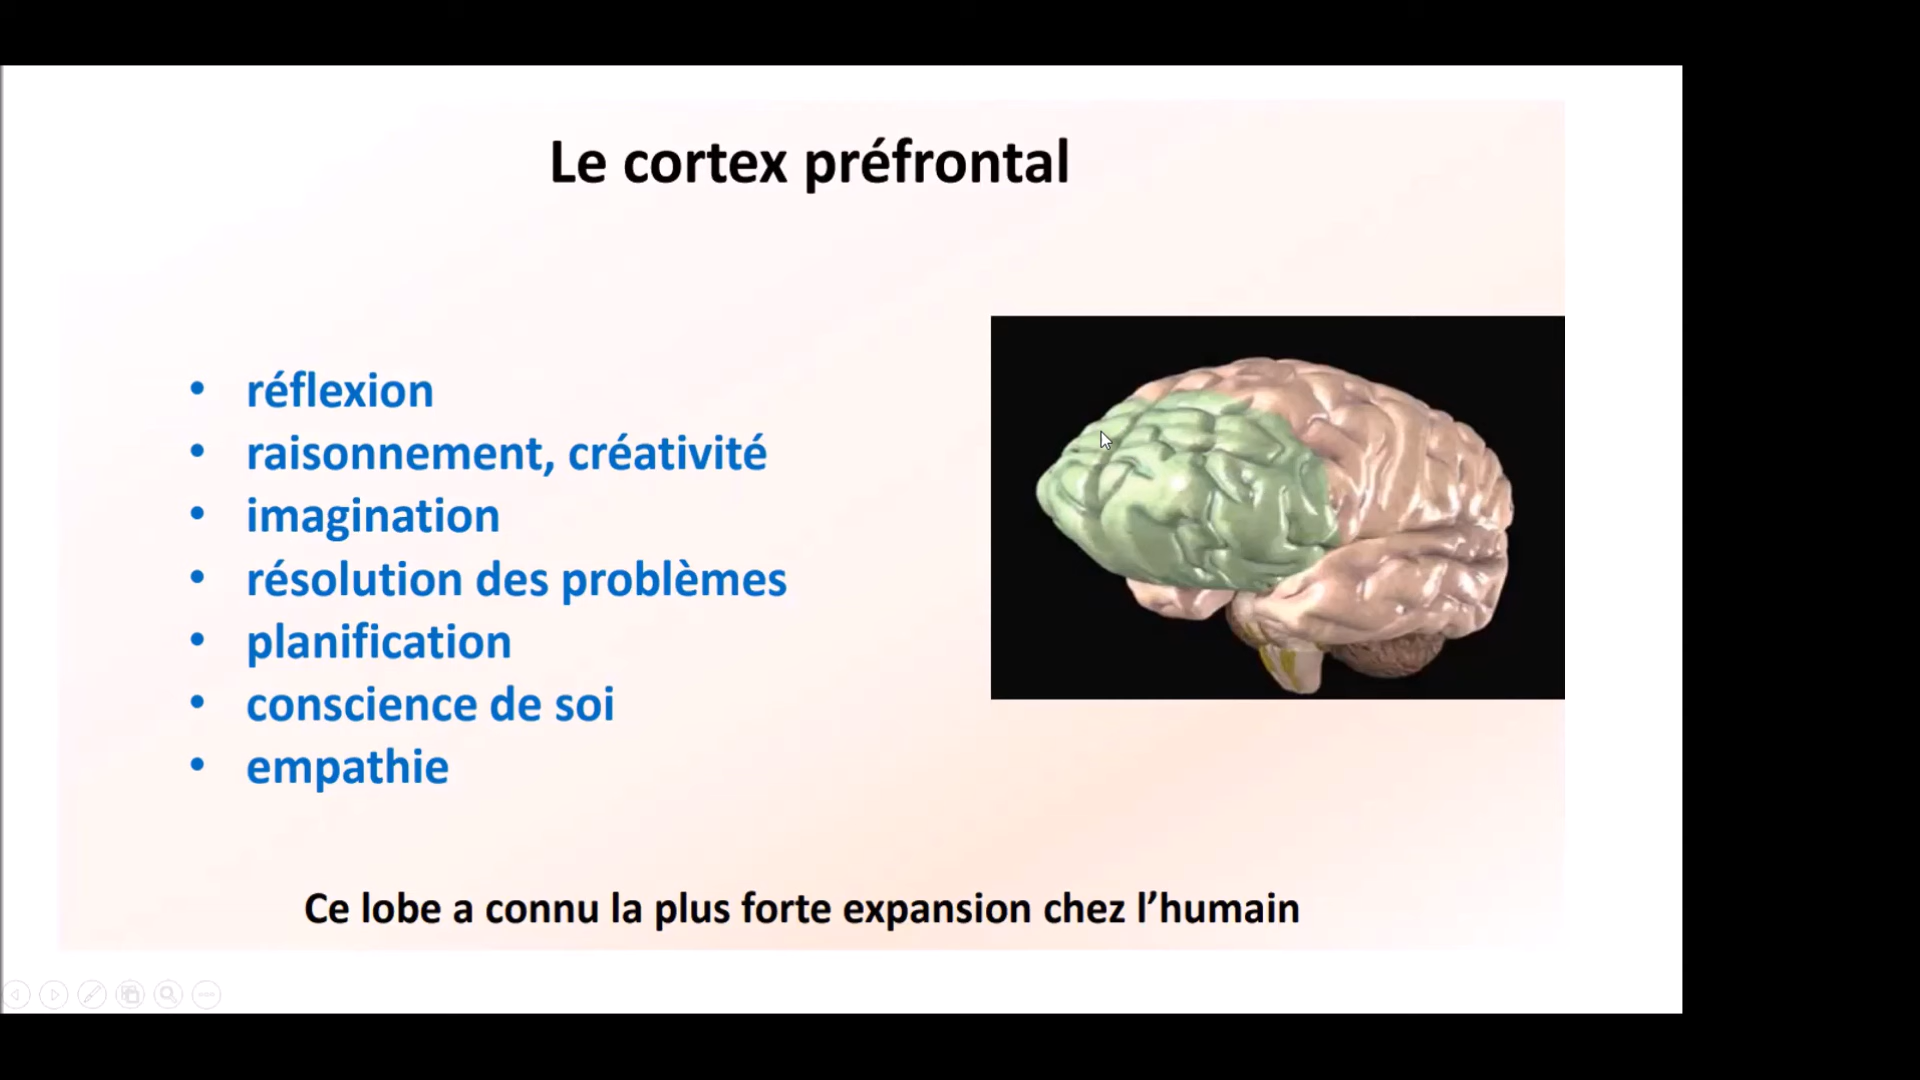 Le cortex préfrontal
• réflexion
• raisonnement, créativité
• imagination
• résolution des problèmes
• planification
• conscience de soi
• empathie
Ce lobe a connu la plus forte expansion chez l’humain